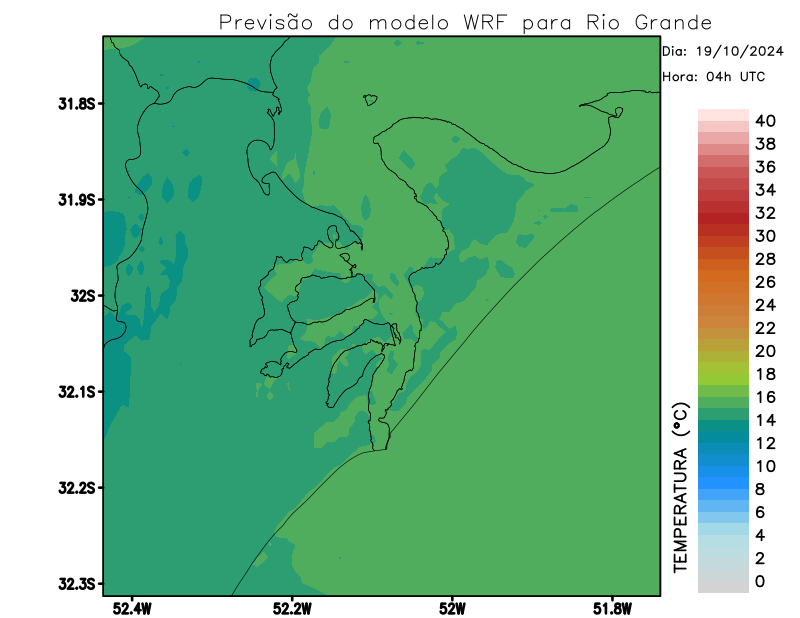 Previsão do modelo WRF para Rio Grande
Dia: 19/10/2024
Hora: 04h UTC
31.8S
31.9S
32S
32.1S
32.2S
32.3S
52.4W
52.2W
52W
51.8W
TEMPERATURA (°C)
40
38
36
34
32
30
28
26
24
22
20
18
16
14
12
10
8
6
4
2
0